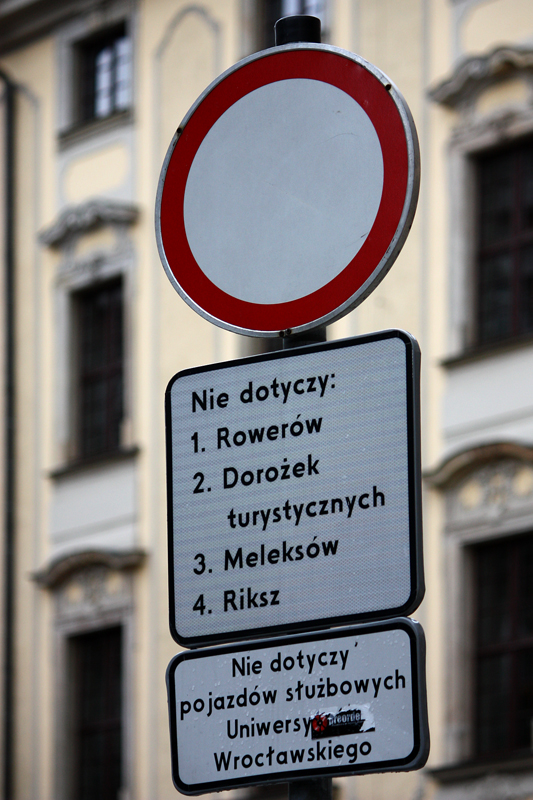 Nie dotyczy:
1. Rowerów
2. Dorożek
turystycznych
3. Meleksów
4. Riksz
Nie dotyczy
pojazdów służbowych
Uniwersy
Wrocławskiego